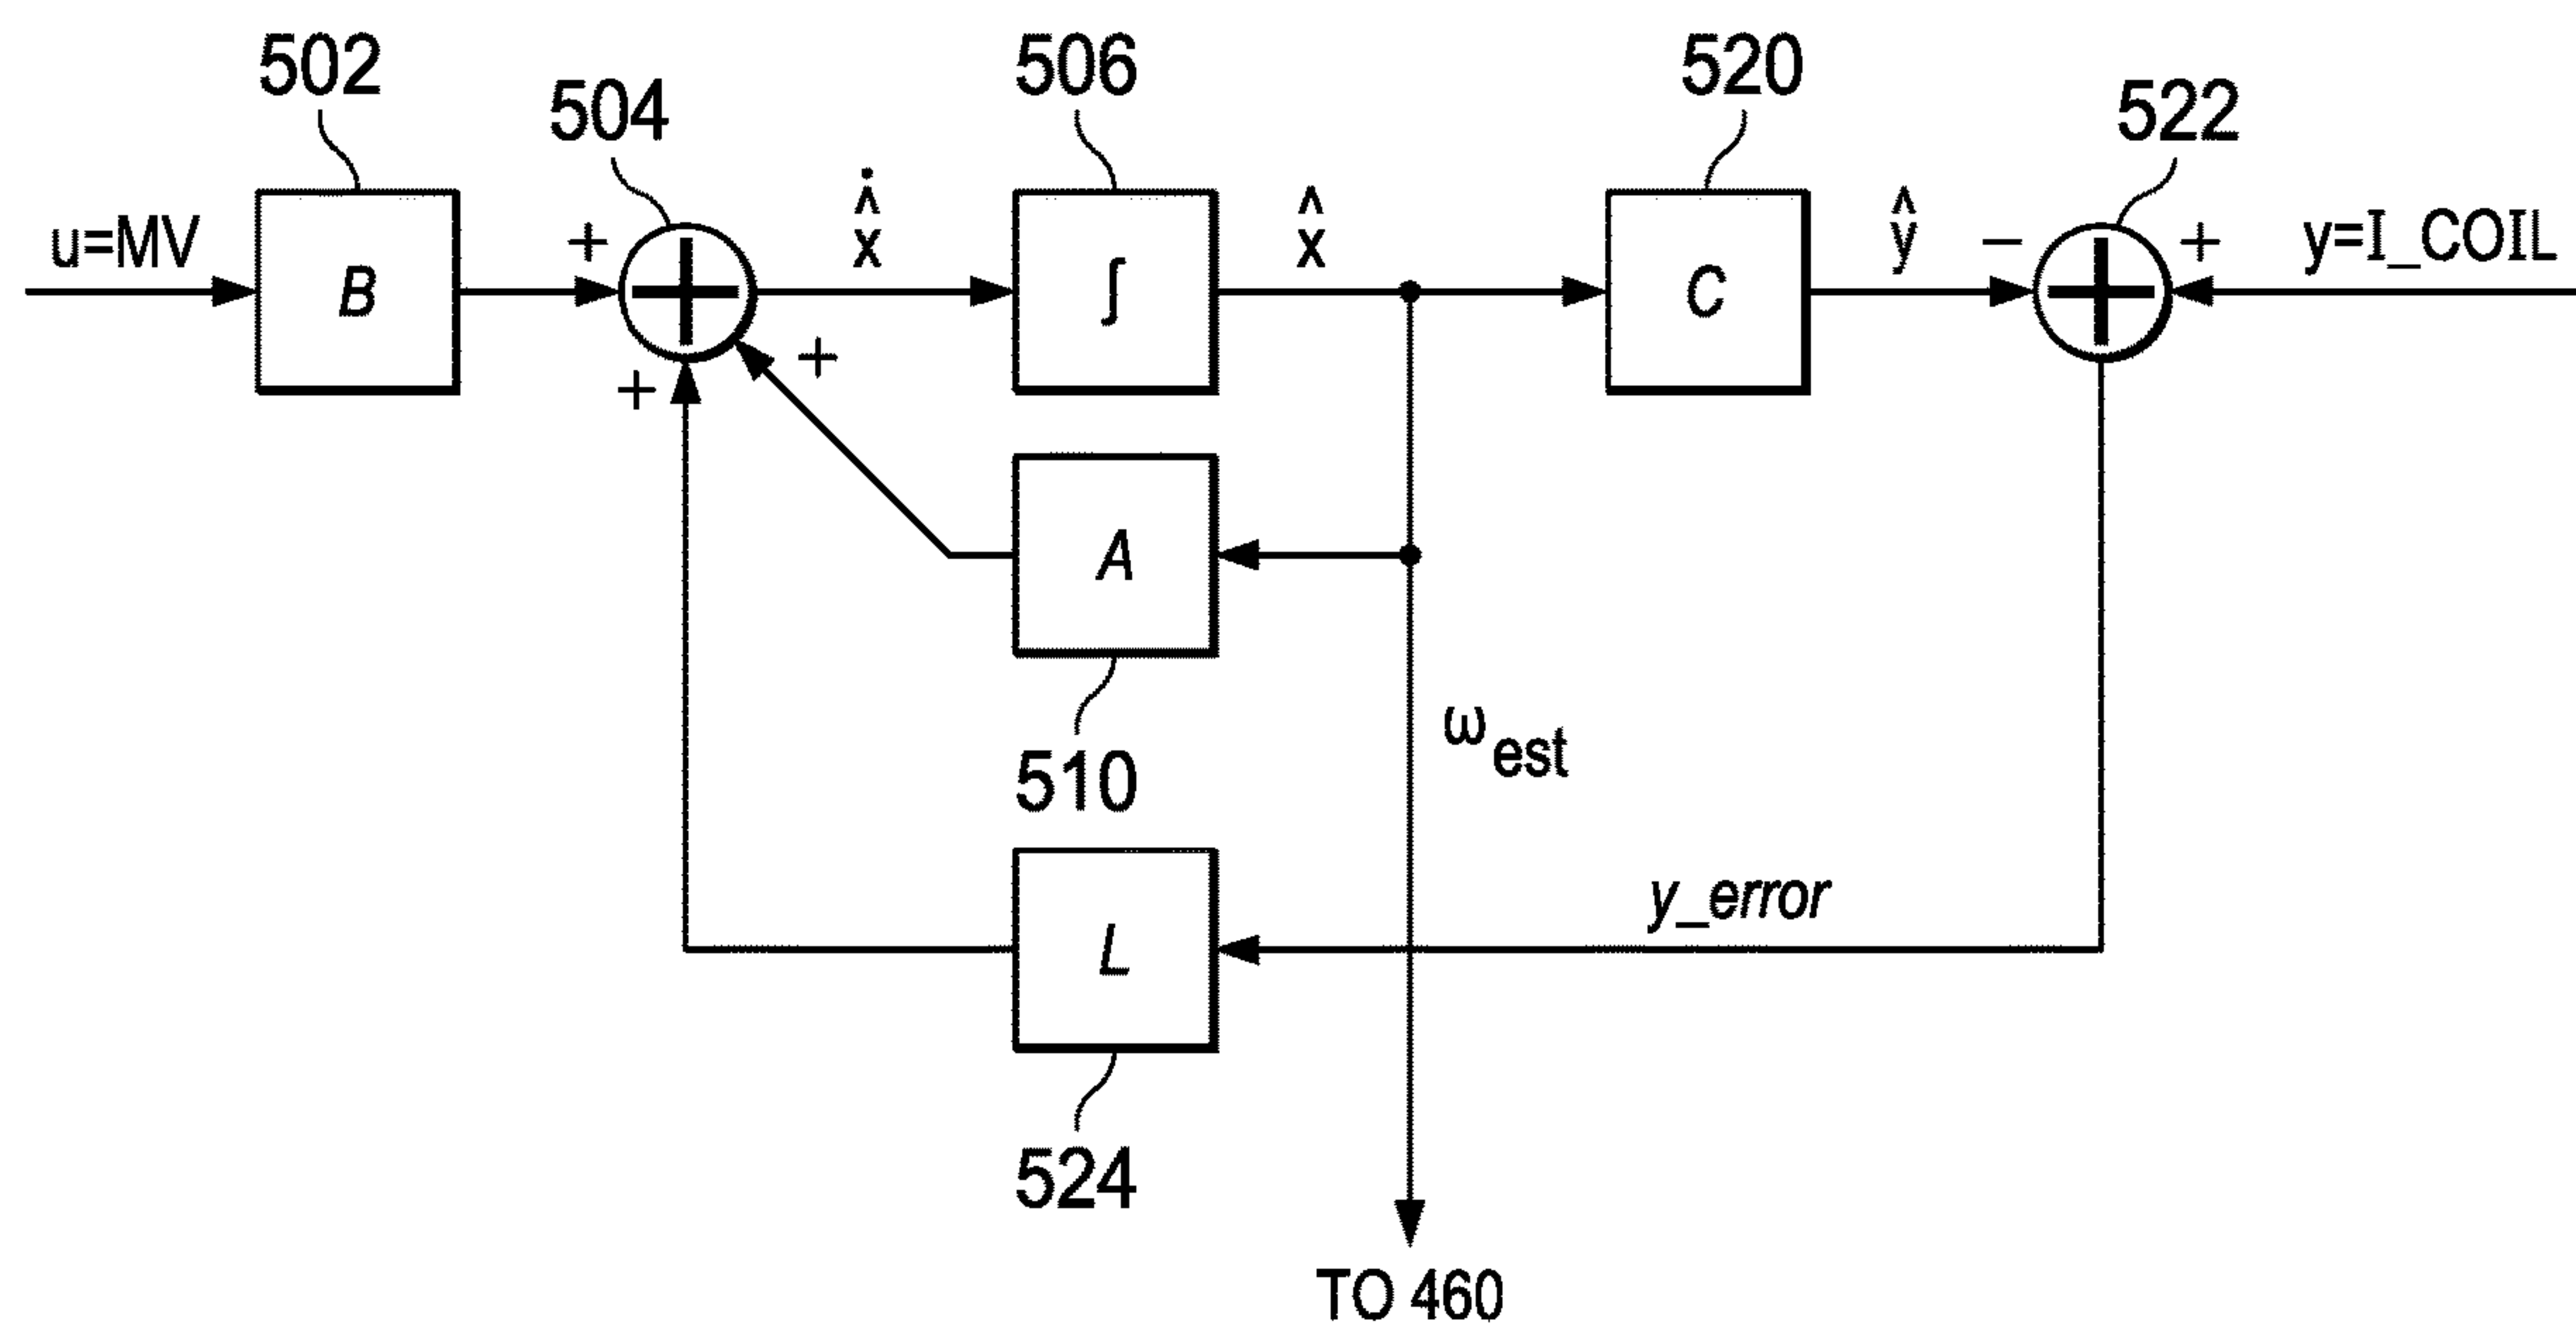 502
504
506
520
522
u=MV
+
B
+
+
+
ẋ̂
∫
x̂
C
ŷ
−
+
y=I_COIL
A
510
ω est
y_error
L
524
TO 460